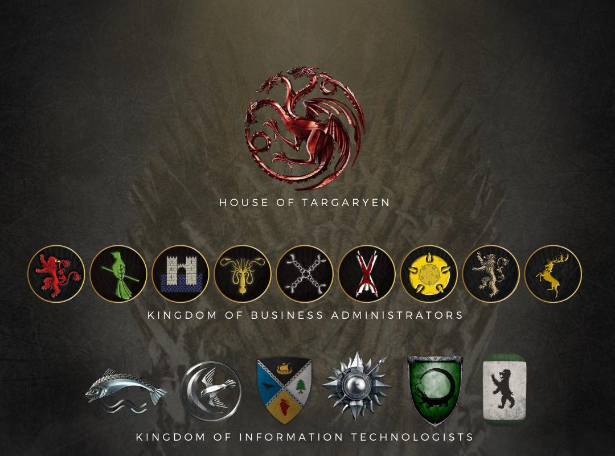 HOUSE OF TARGARYEN
KINGDOM OF BUSINESS ADMINISTRATORS
KINGDOM OF INFORMATION TECHNOLOGISTS